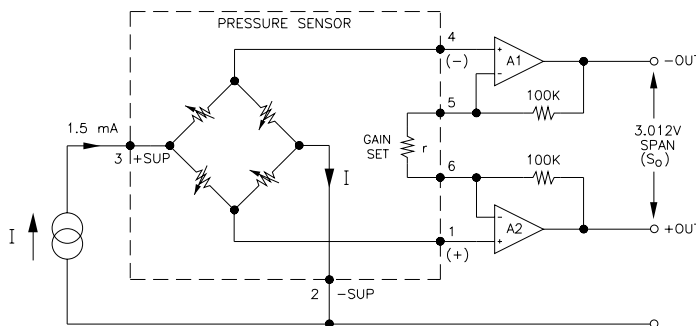 PRESSURE SENSOR
4
(−)
A1
−OUT
+
−
5
100K
1.5 mA
3
+SUP
GAIN
SET
r
3.012V
SPAN
(So)
I
6
100K
I
−
+
A2
+OUT
1
(+)
2
−SUP